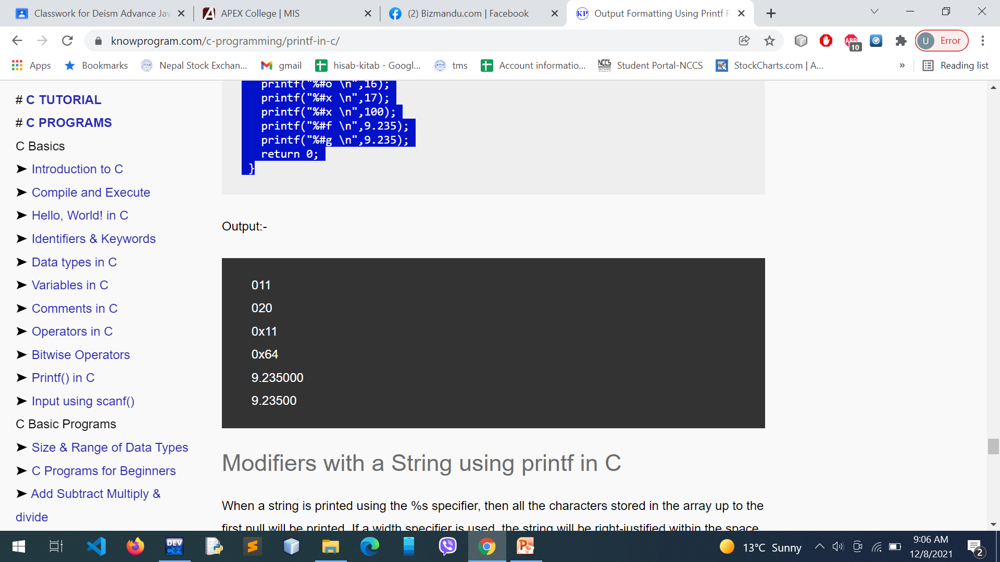 Classwork for Deism Advance Jav
APEX College | MIS
(2) Bizmandu.com | Facebook
KP
Output Formatting Using Printf F
knowprogram.com/c-programming/printf-in-c/
ABP
10
U
Error
Apps
Bookmarks
Nepal Stock Exchan...
gmail
hisab-kitab - Googl...
tms
Account informatio...
NCCS
Student Portal-NCCS
StockCharts.com | A...
»
Reading list
# C TUTORIAL
# C PROGRAMS
C Basics
➤ Introduction to C
➤ Compile and Execute
➤ Hello, World! in C
➤ Identifiers & Keywords
➤ Data types in C
➤ Variables in C
➤ Comments in C
➤ Operators in C
➤ Bitwise Operators
➤ Printf() in C
➤ Input using scanf()
C Basic Programs
➤ Size & Range of Data Types
➤ C Programs for Beginners
➤ Add Subtract Multiply &
divide
printf("%#o \n",16);
printf("%#x \n",17);
printf("%#x \n",100);
printf("%#f \n",9.235);
printf("%#g \n",9.235);
return 0;
}
Output:-
011
020
0x11
0x64
9.235000
9.23500
Modifiers with a String using printf in C
When a string is printed using the %s specifier, then all the characters stored in the array up to the
first null will be printed. If a width specifier is used, the string will be right-justified within the space
DEV
C++
13°C Sunny
9:06 AM
12/8/2021
2